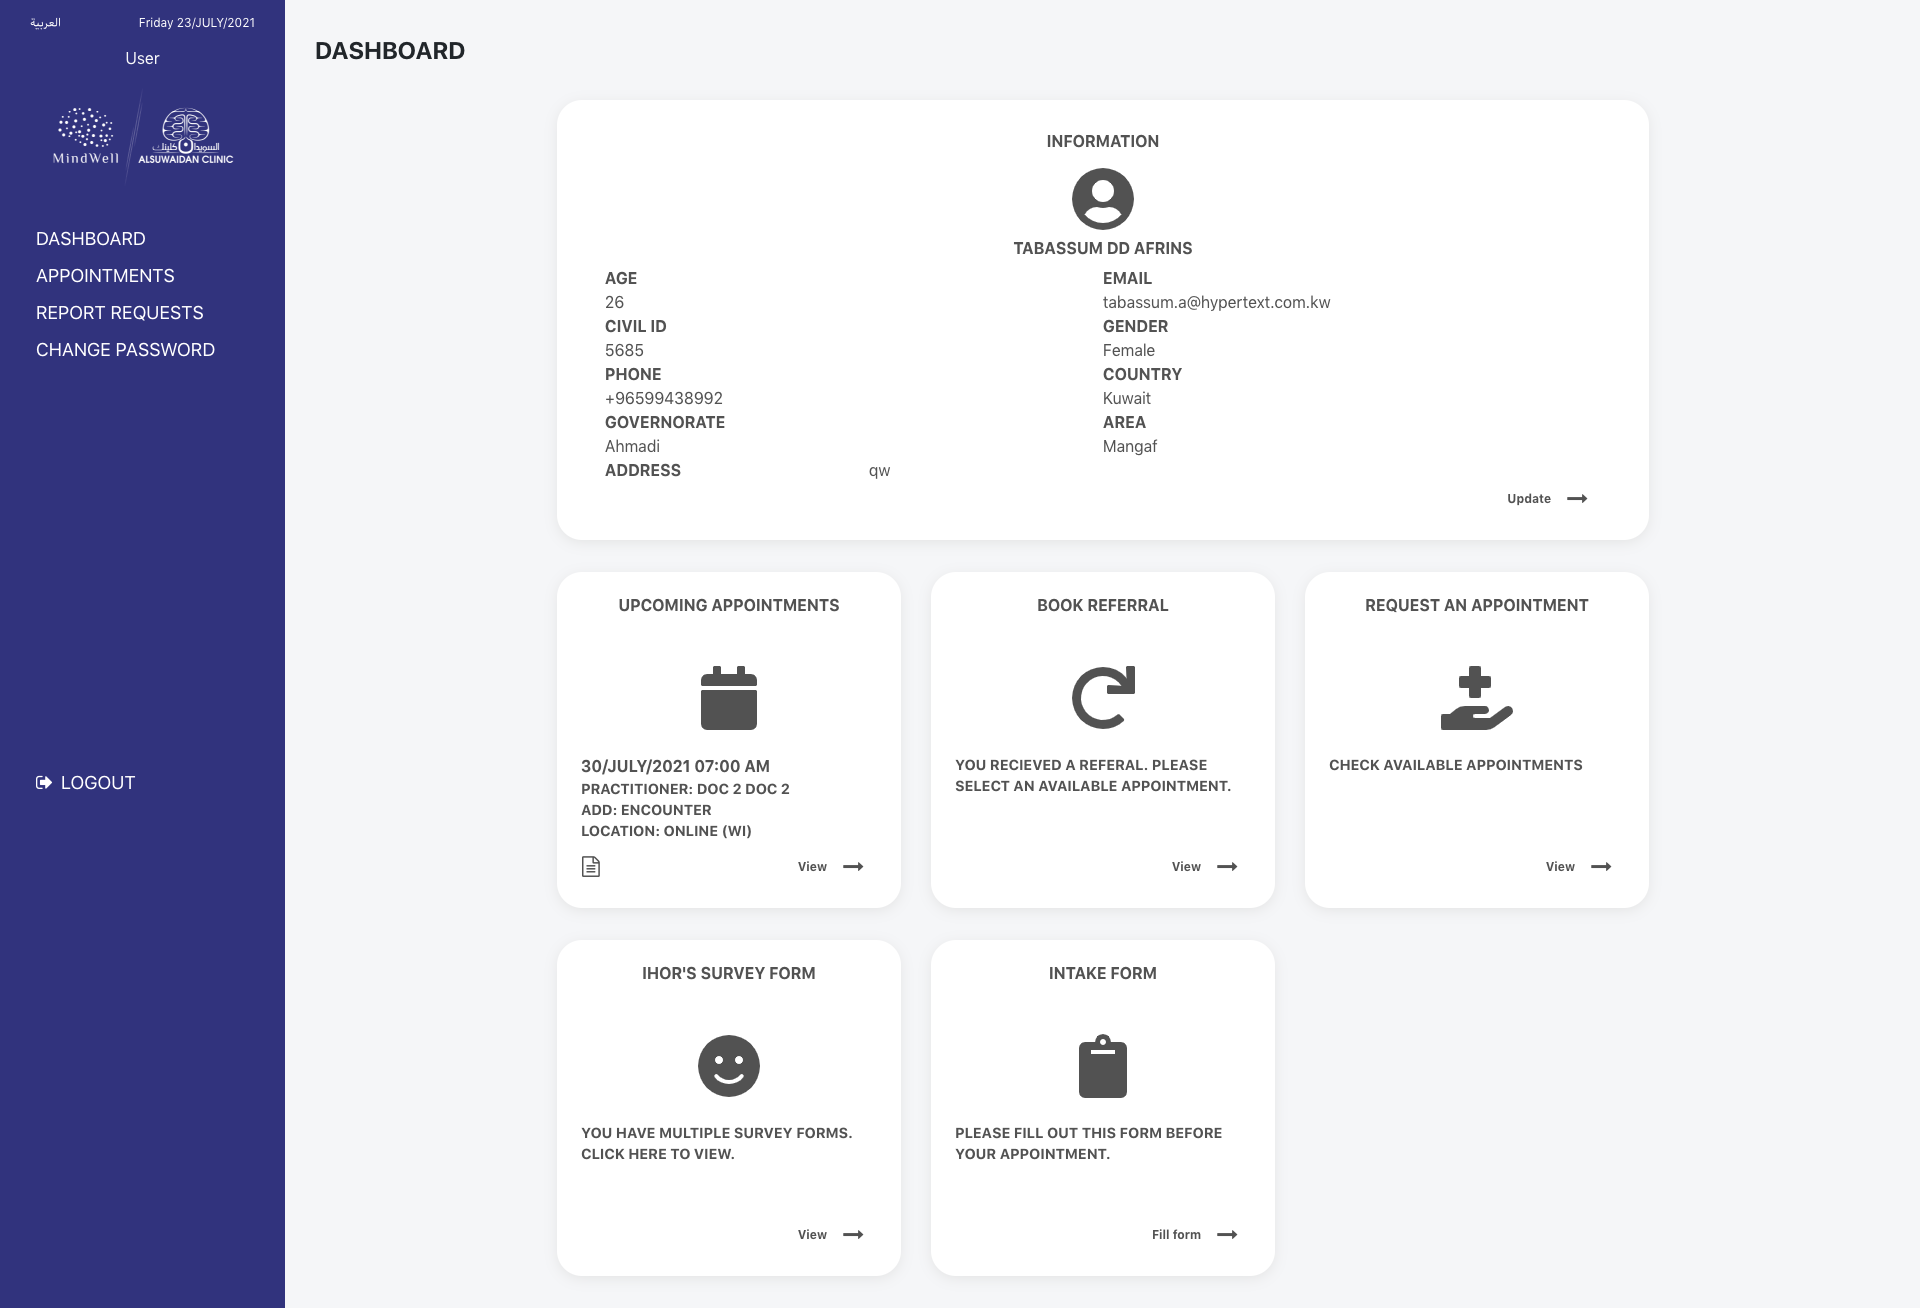 العربية
Friday 23/JULY/2021
User
MindWell
السويدان كلينك
ALSUWAIDAN CLINIC
DASHBOARD
APPOINTMENTS
REPORT REQUESTS
CHANGE PASSWORD
LOGOUT
DASHBOARD
INFORMATION
TABASSUM DD AFRINS
AGE
26
CIVIL ID
5685
PHONE
+96599438992
GOVERNORATE
Ahmadi
ADDRESS qw
EMAIL
tabassum.a@hypertext.com.kw
GENDER
Female
COUNTRY
Kuwait
AREA
Mangaf
Update
UPCOMING APPOINTMENTS
30/JULY/2021 07:00 AM
PRACTITIONER: DOC 2 DOC 2
ADD: ENCOUNTER
LOCATION: ONLINE (WI)
View
BOOK REFERRAL
YOU RECIEVED A REFERAL. PLEASE
SELECT AN AVAILABLE APPOINTMENT.
View
REQUEST AN APPOINTMENT
CHECK AVAILABLE APPOINTMENTS
View
IHOR'S SURVEY FORM
YOU HAVE MULTIPLE SURVEY FORMS.
CLICK HERE TO VIEW.
View
INTAKE FORM
PLEASE FILL OUT THIS FORM BEFORE
YOUR APPOINTMENT.
Fill form